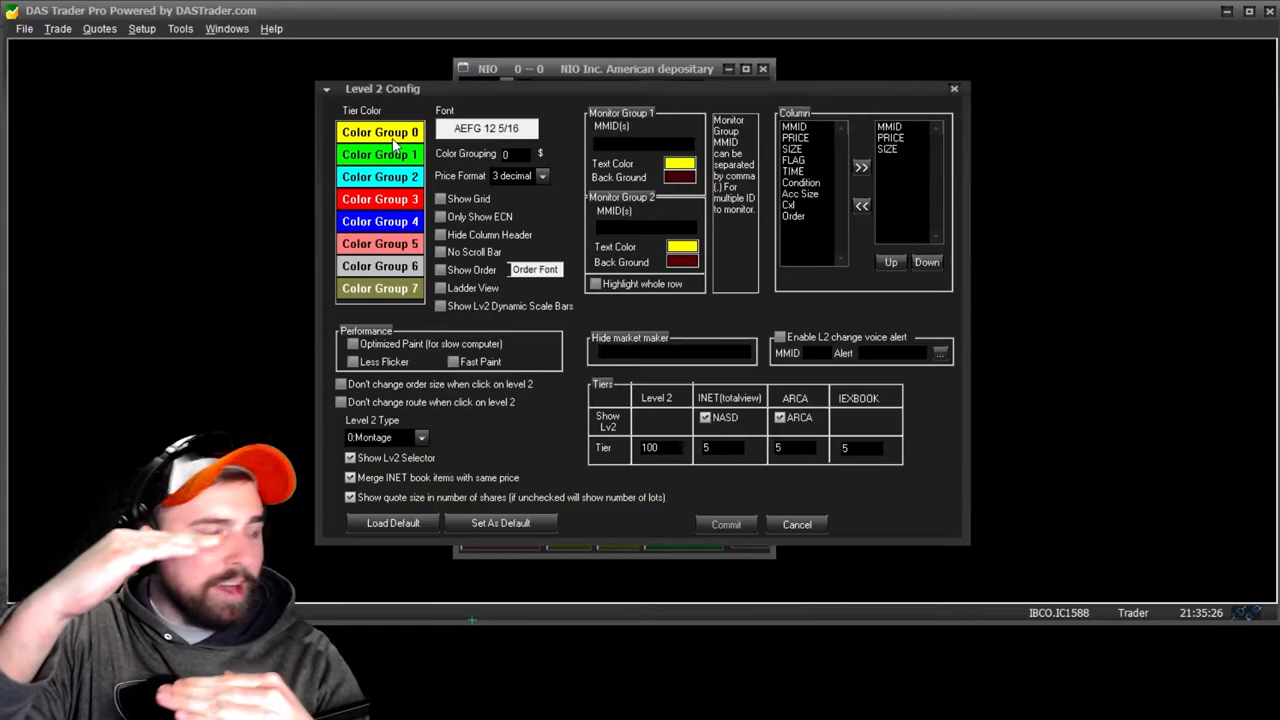 DAS Trader Pro Powered by DASTrader.com
File Trade Quotes Setup Tools Windows Help
NIO 0 -- 0 NIO Inc. American depositary
Level 2 Config
Tier Color
Color Group 0
Color Group 1
Color Group 2
Color Group 3
Color Group 4
Color Group 5
Color Group 6
Color Group 7
Font
AEFG 12 5/16
Color Grouping 0 $
Price Format 3 decimal
Show Grid
Only Show ECN
Hide Column Header
No Scroll Bar
Show Order Order Font
Ladder View
Show Lv2 Dynamic Scale Bars
Monitor Group 1
MMID(s)
Text Color
Back Ground
Monitor Group 2
MMID(s)
Text Color
Back Ground
Highlight whole row
Monitor
Group
MMID
can be
separated
by comma
(,) For
multiple ID
to monitor.
Column
MMID
PRICE
SIZE
FLAG
TIME
Condition
Acc Size
Cxl
Order
>>
<<
MMID
PRICE
SIZE
Up Down
Performance
Optimized Paint (for slow computer)
Less Flicker Fast Paint
Don't change order size when click on level 2
Don't change route when click on level 2
Level 2 Type
0:Montage
Show Lv2 Selector
Merge INET book items with same price
Show quote size in number of shares (if unchecked will show number of lots)
Hide market maker
Enable L2 change voice alert
MMID Alert ...
Tiers
Level 2 INET(totalview) ARCA IEXBOOK
Show
Lv2
NASD ARCA
Tier 100 5 5 5
Load Default Set As Default Commit Cancel
IBCO.IC1588 Trader 21:35:26